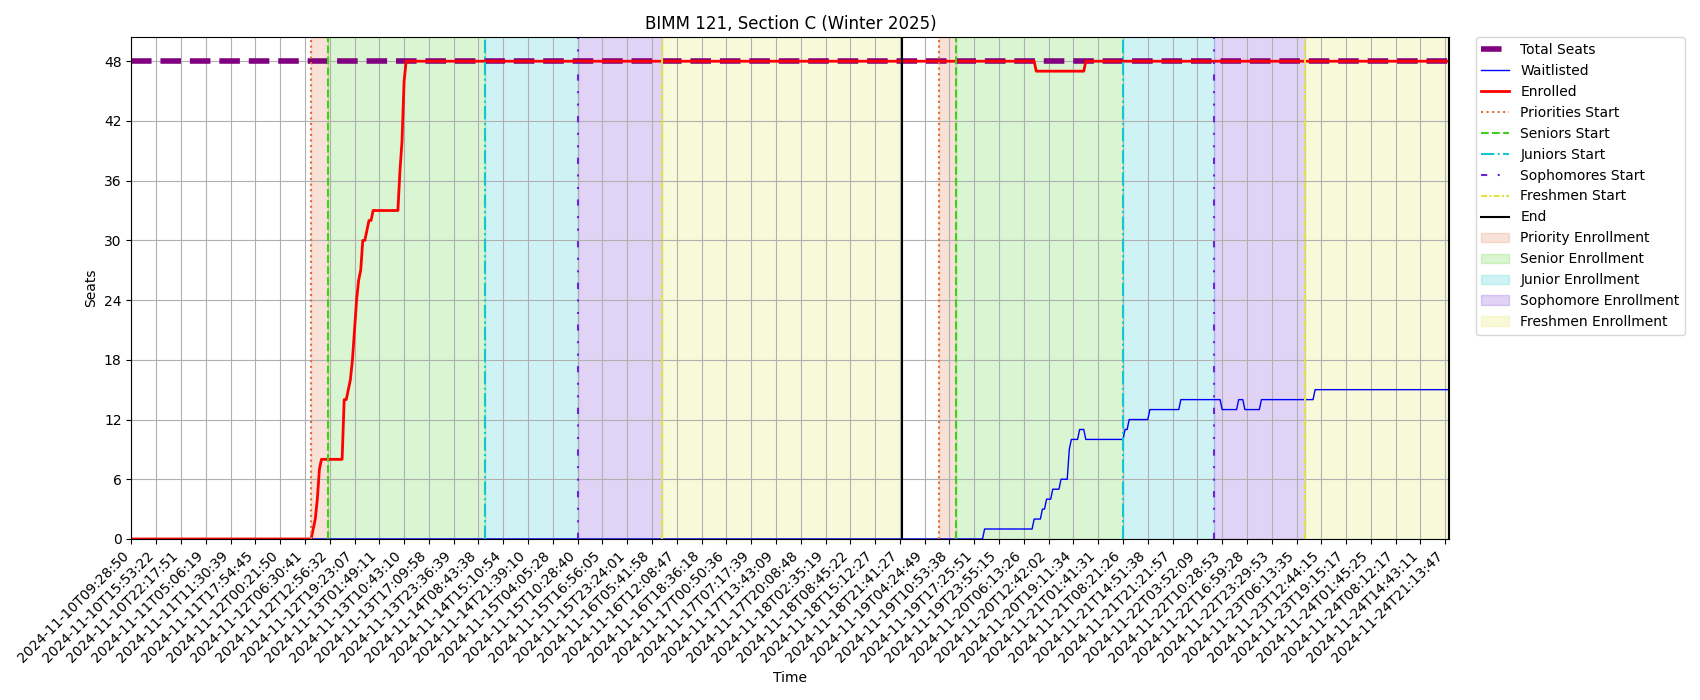 BIMM 121, Section C (Winter 2025)
Seats
48
42
36
30
24
18
12
6
0
2024-11-10T09:28:50
2024-11-10T15:53:22
2024-11-10T22:17:51
2024-11-11T05:06:19
2024-11-11T11:30:39
2024-11-11T17:54:45
2024-11-12T00:21:50
2024-11-12T06:30:41
2024-11-12T12:56:32
2024-11-12T19:23:07
2024-11-13T01:49:11
2024-11-13T10:43:10
2024-11-13T17:09:58
2024-11-13T23:36:39
2024-11-14T08:43:38
2024-11-14T15:10:54
2024-11-14T21:39:10
2024-11-15T04:05:28
2024-11-15T10:28:40
2024-11-15T16:56:05
2024-11-15T23:24:01
2024-11-16T05:41:58
2024-11-16T12:08:47
2024-11-16T18:36:18
2024-11-17T00:50:36
2024-11-17T07:17:39
2024-11-17T13:43:09
2024-11-17T20:08:48
2024-11-18T02:35:19
2024-11-18T08:45:22
2024-11-18T15:12:27
2024-11-18T21:41:27
2024-11-19T04:24:49
2024-11-19T10:53:38
2024-11-19T17:25:51
2024-11-19T23:55:15
2024-11-20T06:13:26
2024-11-20T12:42:02
2024-11-20T19:11:34
2024-11-21T01:41:31
2024-11-21T08:21:26
2024-11-21T14:51:38
2024-11-21T21:21:57
2024-11-22T03:52:09
2024-11-22T10:28:53
2024-11-22T16:59:28
2024-11-22T23:29:53
2024-11-23T06:13:35
2024-11-23T12:44:15
2024-11-23T19:15:17
2024-11-24T01:45:25
2024-11-24T08:12:17
2024-11-24T14:43:11
2024-11-24T21:13:47
Time
Total Seats
Waitlisted
Enrolled
Priorities Start
Seniors Start
Juniors Start
Sophomores Start
Freshmen Start
End
Priority Enrollment
Senior Enrollment
Junior Enrollment
Sophomore Enrollment
Freshmen Enrollment